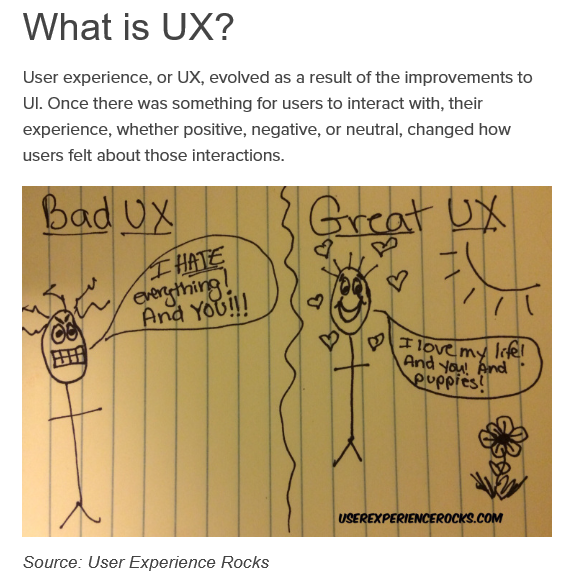 What is UX?
User experience, or UX, evolved as a result of the improvements to
UI. Once there was something for users to interact with, their
experience, whether positive, negative, or neutral, changed how
users felt about those interactions.
Bad UX
I HATE
everything!
And YOU!!!
Great UX
I love my life!
And you! And
puppies!
USEREXPERIENCEROCKS.COM
Source: User Experience Rocks